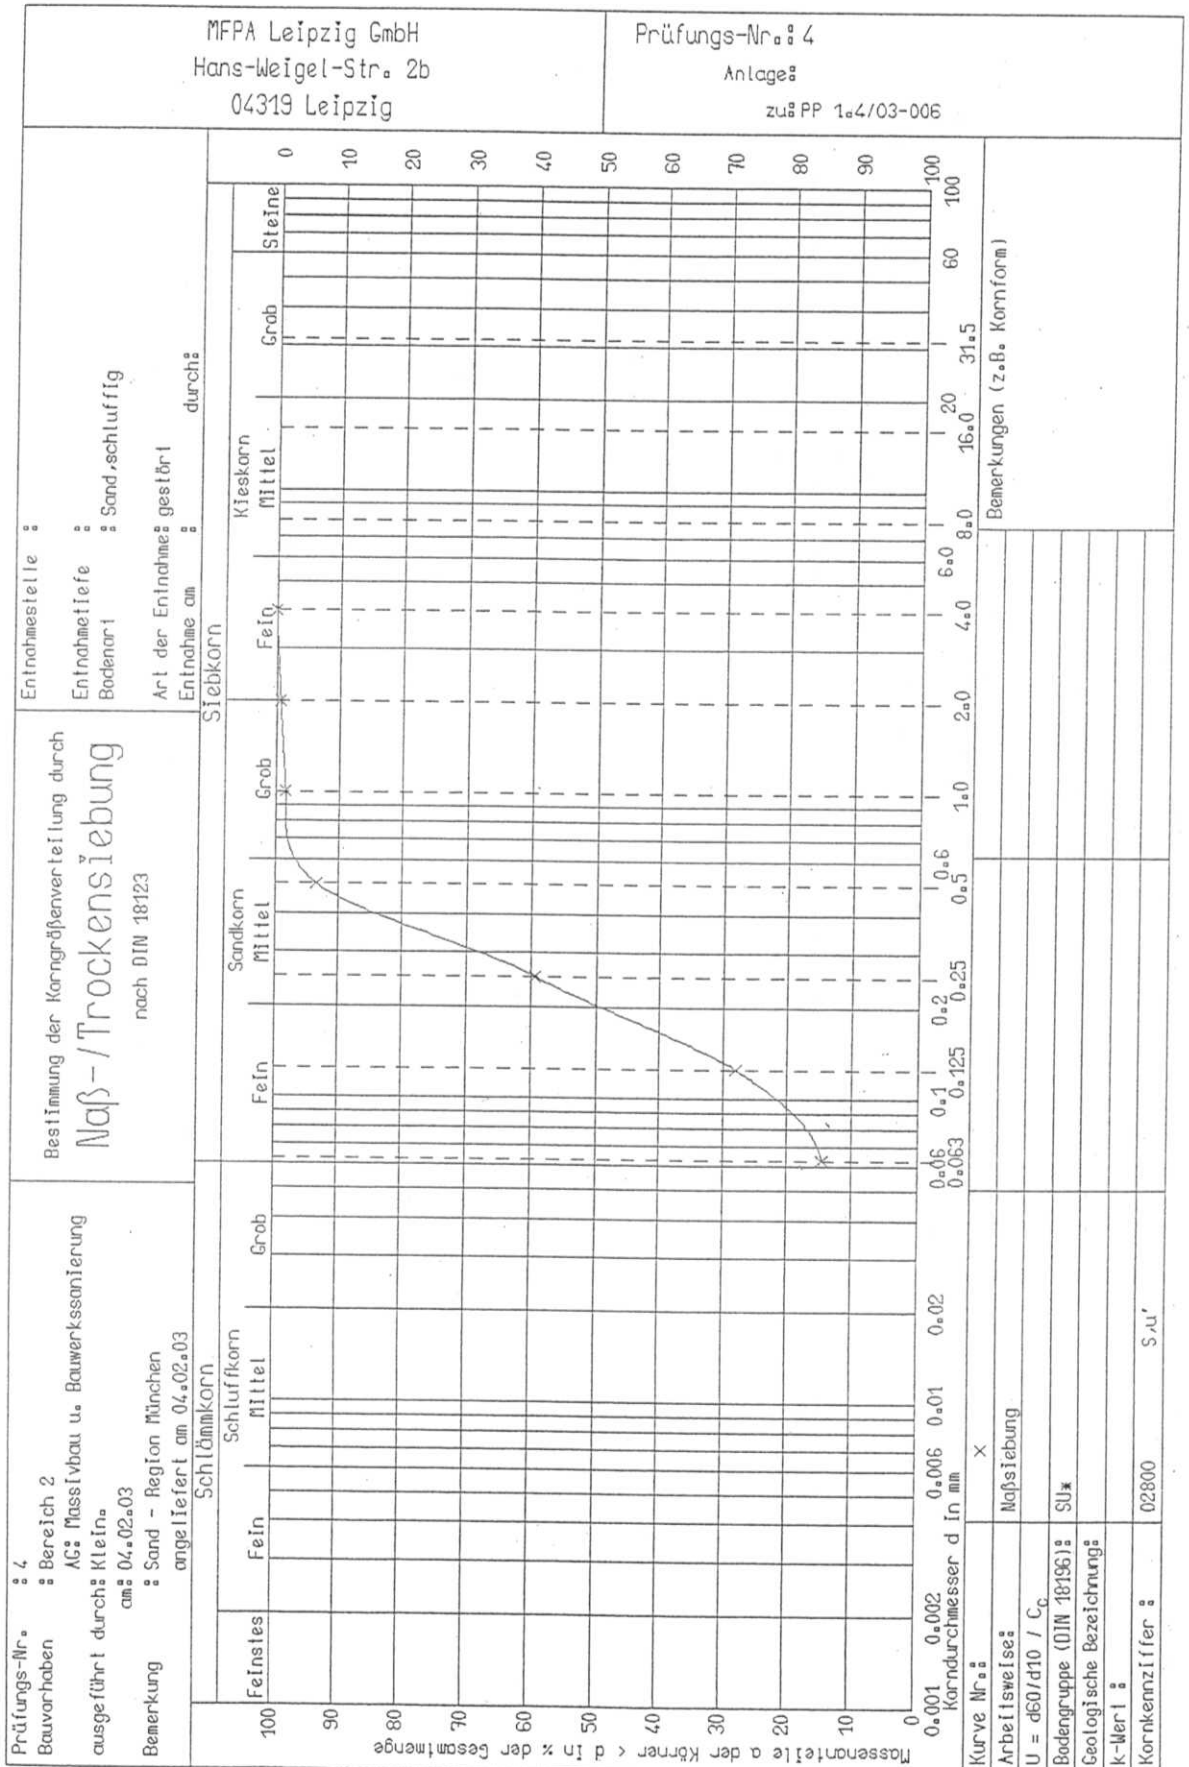 Prüfungs-Nr. : 4
Bauvorhaben : Bereich 2
AG: Massivbau u. Bauwerkssanierung
ausgeführt durch: Klein.
am: 04.02.03
Bemerkung : Sand - Region München
angeliefert am 04.02.03
Bestimmung der Korngrößenverteilung durch
Naß-/Trockensiebung
nach DIN 18123
Entnahmestelle :
Entnahmetiefe :
Bodenart : Sand,schluffig
Art der Entnahme: gestört
Entnahme am : durch:
MFPA Leipzig GmbH
Hans-Weigel-Str. 2b
04319 Leipzig
Prüfungs-Nr.: 4
Anlage:
zu: PP 1.4/03-006
Schlämmkorn Siebkorn
Schluffkorn Sandkorn Kieskorn
Feinstes Fein Mittel Grob Fein Mittel Grob Fein Mittel Grob Steine
Massenanteile a der Körner < d in % der Gesamtmenge
100 0
90 10
80 20
70 30
60 40
50 50
40 60
30 70
20 80
10 90
0 100
0.001 0.002 0.006 0.01 0.02 0.06 0.1 0.2 0.6 6.0 20 60 100
0.063 0.125 0.25 0.5 1.0 2.0 4.0 8.0 16.0 31.5
Korndurchmesser d in mm
Kurve Nr.: X
Arbeitsweise: Naßsiebung
U = d60/d10 / Cc
Bodengruppe (DIN 18196): SU*
Geologische Bezeichnung:
k-Wert :
Kornkennziffer : 02800 S,u'
Bemerkungen (z.B. Kornform)